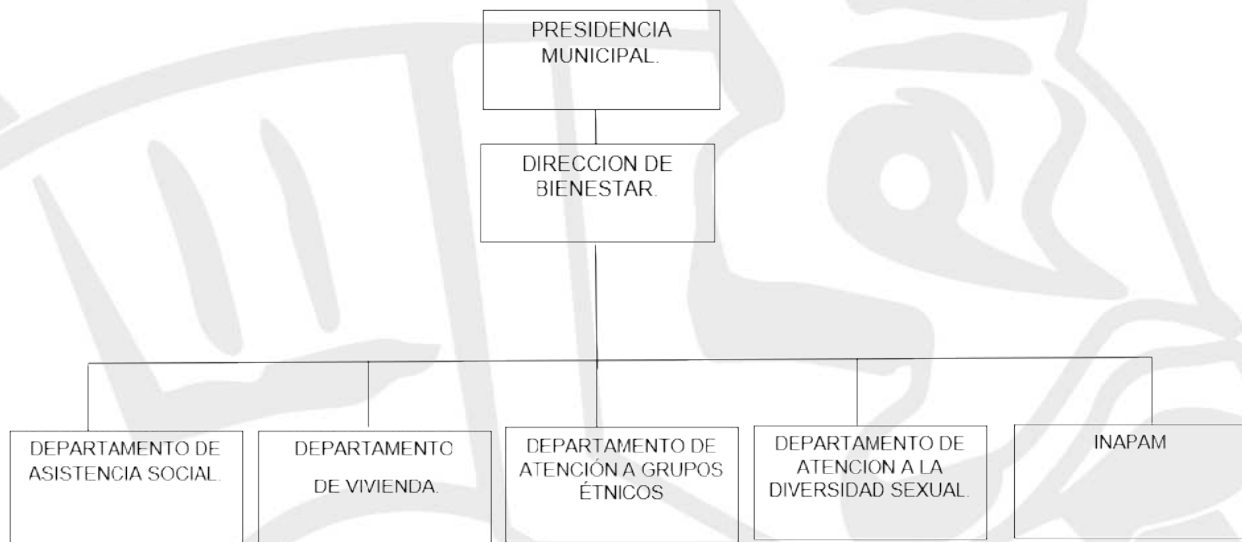 PRESIDENCIA
MUNICIPAL.
DIRECCION DE
BIENESTAR.
DEPARTAMENTO DE
ASISTENCIA SOCIAL.
DEPARTAMENTO
DE VIVIENDA.
DEPARTAMENTO DE
ATENCIÓN A GRUPOS
ÉTNICOS
DEPARTAMENTO DE
ATENCION A LA
DIVERSIDAD SEXUAL.
INAPAM